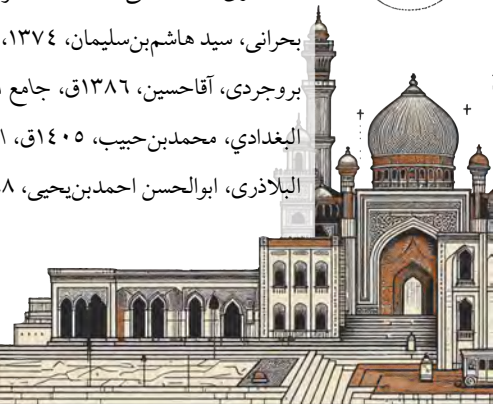 بحرانی، سید هاشم‌بن‌سلیمان، ۱۳۷٤،
بروجردی، آقاحسین، ۱۳۸٦ق، جامع
البغدادي، محمدبن‌حبيب، ۱٤۰٥ق،
البلاذری، ابوالحسن احمدبن‌یحیی،